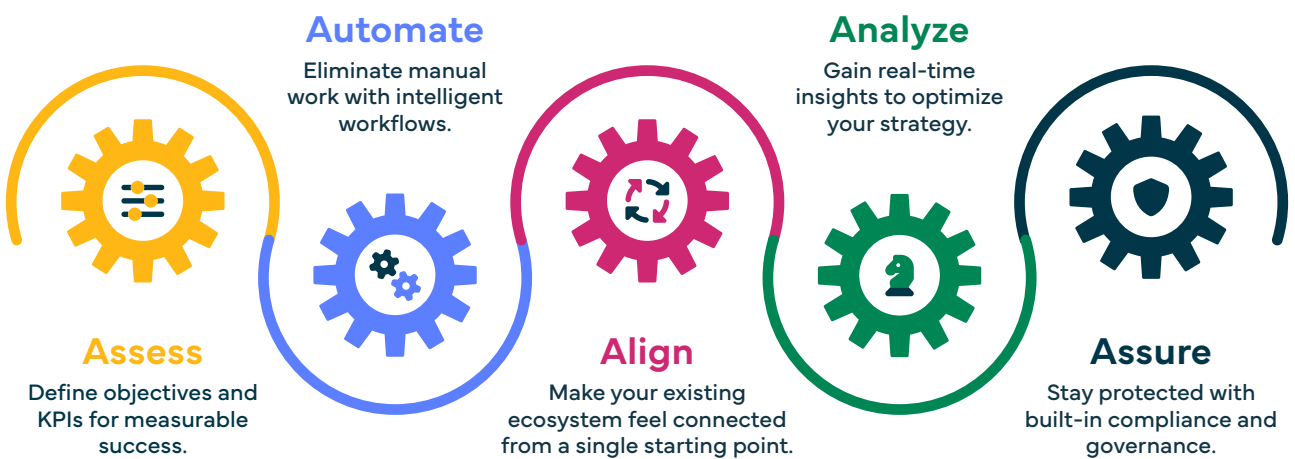 Assess
Define objectives and
KPIs for measurable
success.
Automate
Eliminate manual
work with intelligent
workflows.
Align
Make your existing
ecosystem feel connected
from a single starting point.
Analyze
Gain real-time
insights to optimize
your strategy.
Assure
Stay protected with
built-in compliance and
governance.